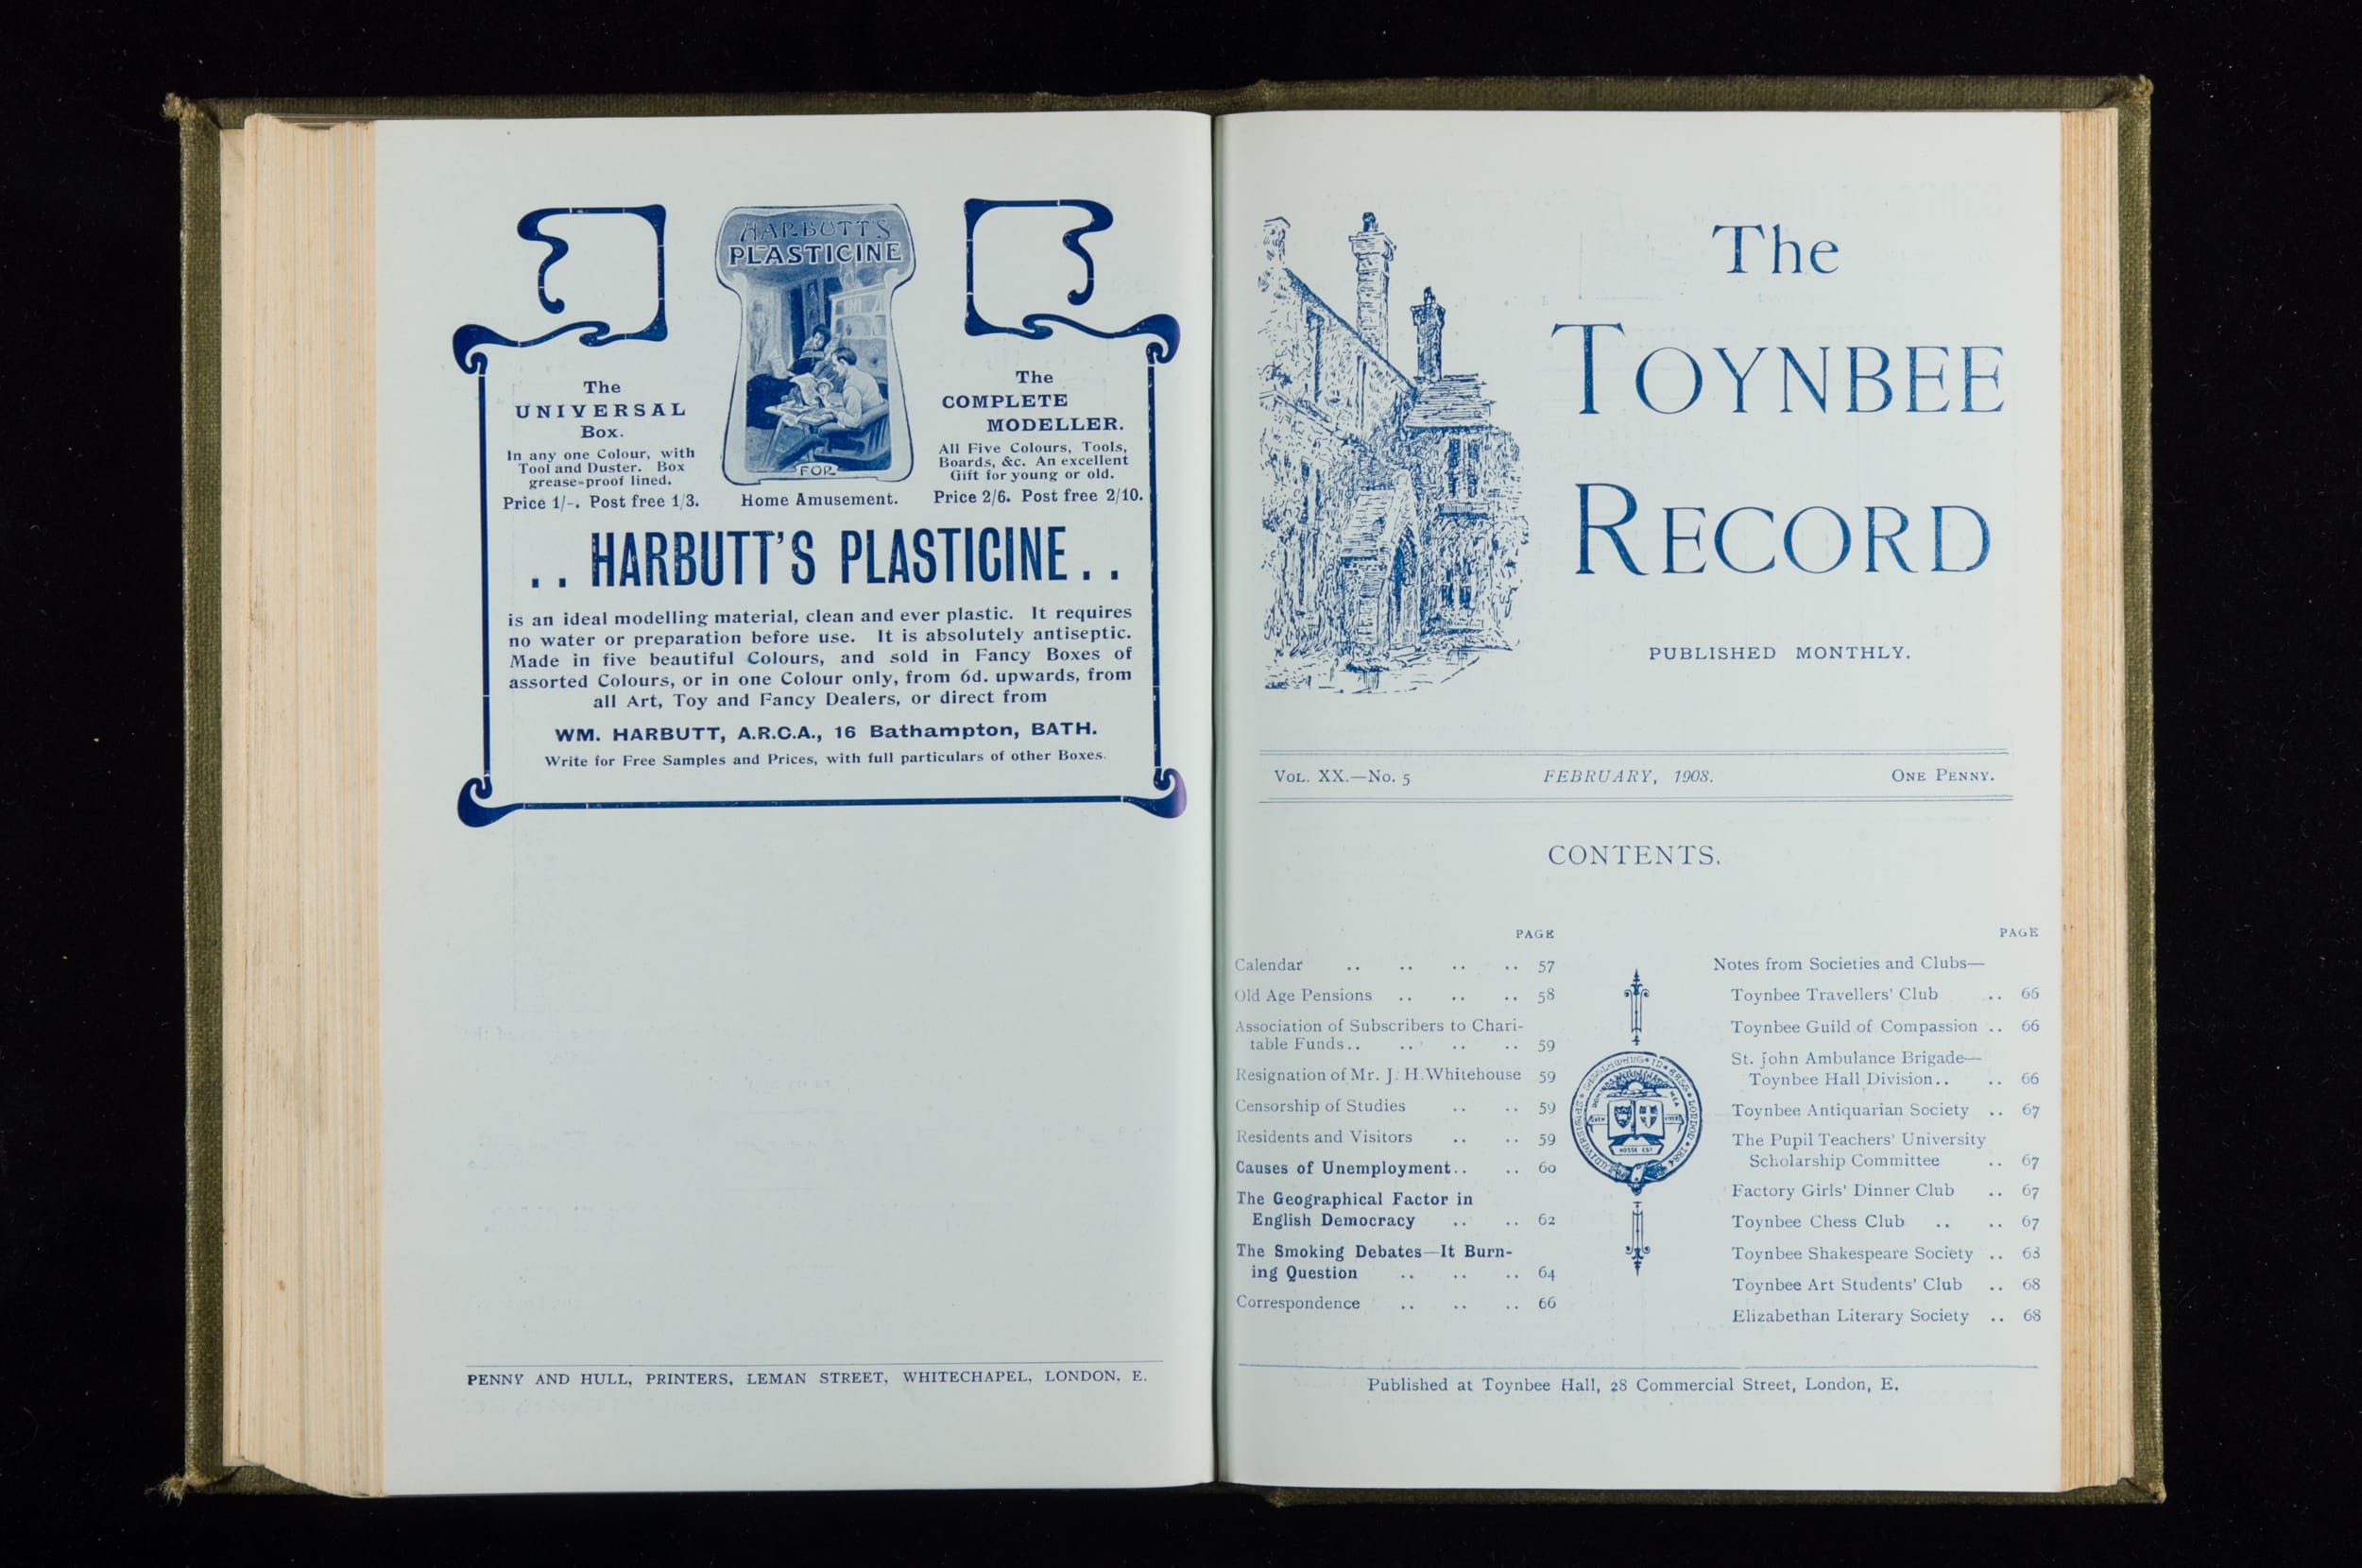 HARBUTT'S
PLASTICINE
FOR
Home Amusement.
The
UNIVERSAL
Box.
In any one Colour, with
Tool and Duster. Box
grease-proof lined.
Price 1/-. Post free 1/3.
The
COMPLETE
MODELLER.
All Five Colours, Tools,
Boards, &c. An excellent
Gift for young or old.
Price 2/6. Post free 2/10.
. . HARBUTT'S PLASTICINE . .
is an ideal modelling material, clean and ever plastic. It requires
no water or preparation before use. It is absolutely antiseptic.
Made in five beautiful Colours, and sold in Fancy Boxes of
assorted Colours, or in one Colour only, from 6d. upwards, from
all Art, Toy and Fancy Dealers, or direct from
WM. HARBUTT, A.R.C.A., 16 Bathampton, BATH.
Write for Free Samples and Prices, with full particulars of other Boxes.
PENNY AND HULL, PRINTERS, LEMAN STREET, WHITECHAPEL, LONDON, E.
The
TOYNBEE
RECORD
PUBLISHED MONTHLY.
VOL. XX.—No. 5 FEBRUARY, 1908. ONE PENNY.
CONTENTS.
PAGE
Calendar .. .. .. .. 57
Old Age Pensions .. .. .. 58
Association of Subscribers to Chari-
table Funds .. .. .. .. 59
Resignation of Mr. J. H. Whitehouse 59
Censorship of Studies .. .. 59
Residents and Visitors .. .. 59
Causes of Unemployment .. .. 60
The Geographical Factor in
English Democracy .. .. 62
The Smoking Debates—It Burn-
ing Question .. .. .. 64
Correspondence .. .. .. 66
PAGE
Notes from Societies and Clubs—
Toynbee Travellers' Club .. 66
Toynbee Guild of Compassion .. 66
St. John Ambulance Brigade—
Toynbee Hall Division .. .. 66
Toynbee Antiquarian Society .. 67
The Pupil Teachers' University
Scholarship Committee .. 67
Factory Girls' Dinner Club .. 67
Toynbee Chess Club .. .. 67
Toynbee Shakespeare Society .. 68
Toynbee Art Students' Club .. 68
Elizabethan Literary Society .. 68
Published at Toynbee Hall, 28 Commercial Street, London, E.